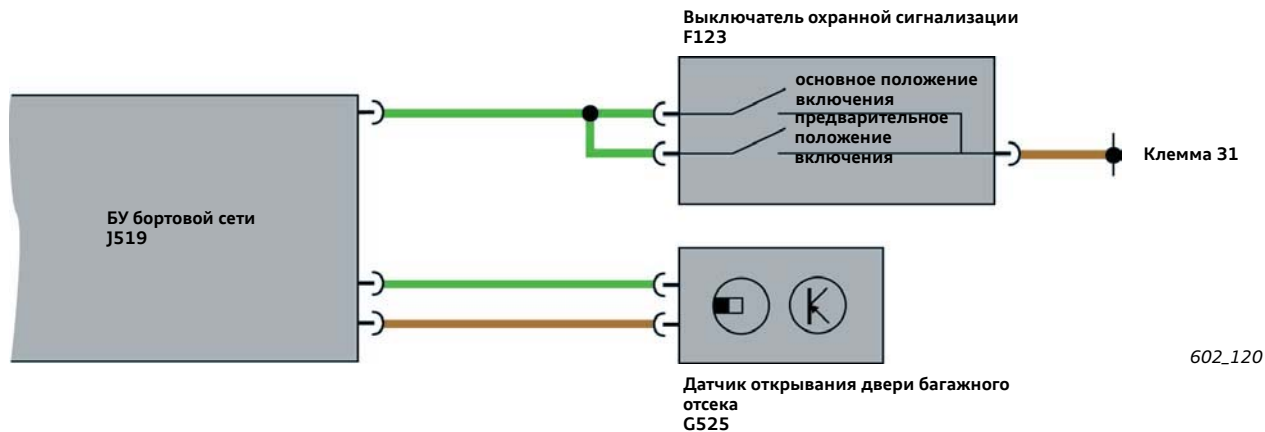 Выключатель охранной сигнализации
F123
основное положение
включения
предварительное
положение
включения
Клемма 31
БУ бортовой сети
J519
602_120
Датчик открывания двери багажного
отсека
G525